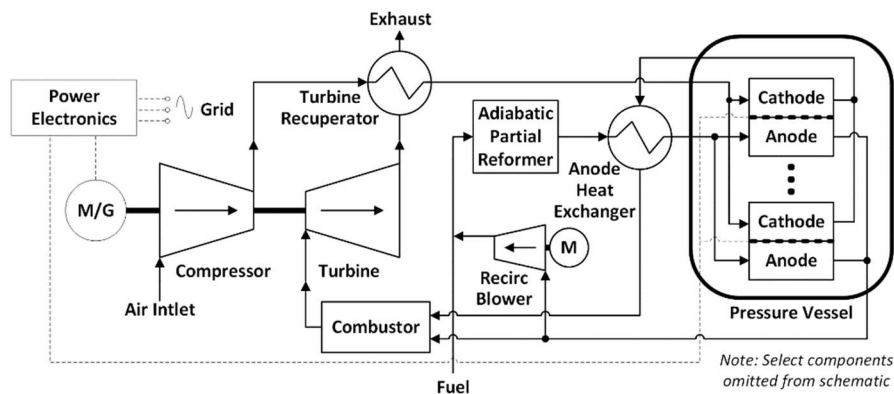 Exhaust
Power
Electronics
Grid
Turbine
Recuperator
Adiabatic
Partial
Reformer
Anode
Heat
Exchanger
Cathode
Anode
Cathode
Anode
Pressure Vessel
M/G
Compressor
Turbine
M
Recirc
Blower
Air Intlet
Combustor
Fuel
Note: Select components
omitted from schematic